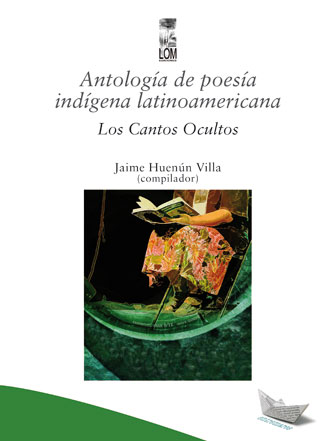 LOM
Antología de poesía
indígena latinoamericana
Los Cantos Ocultos
Jaime Huenún Villa
(compilador)